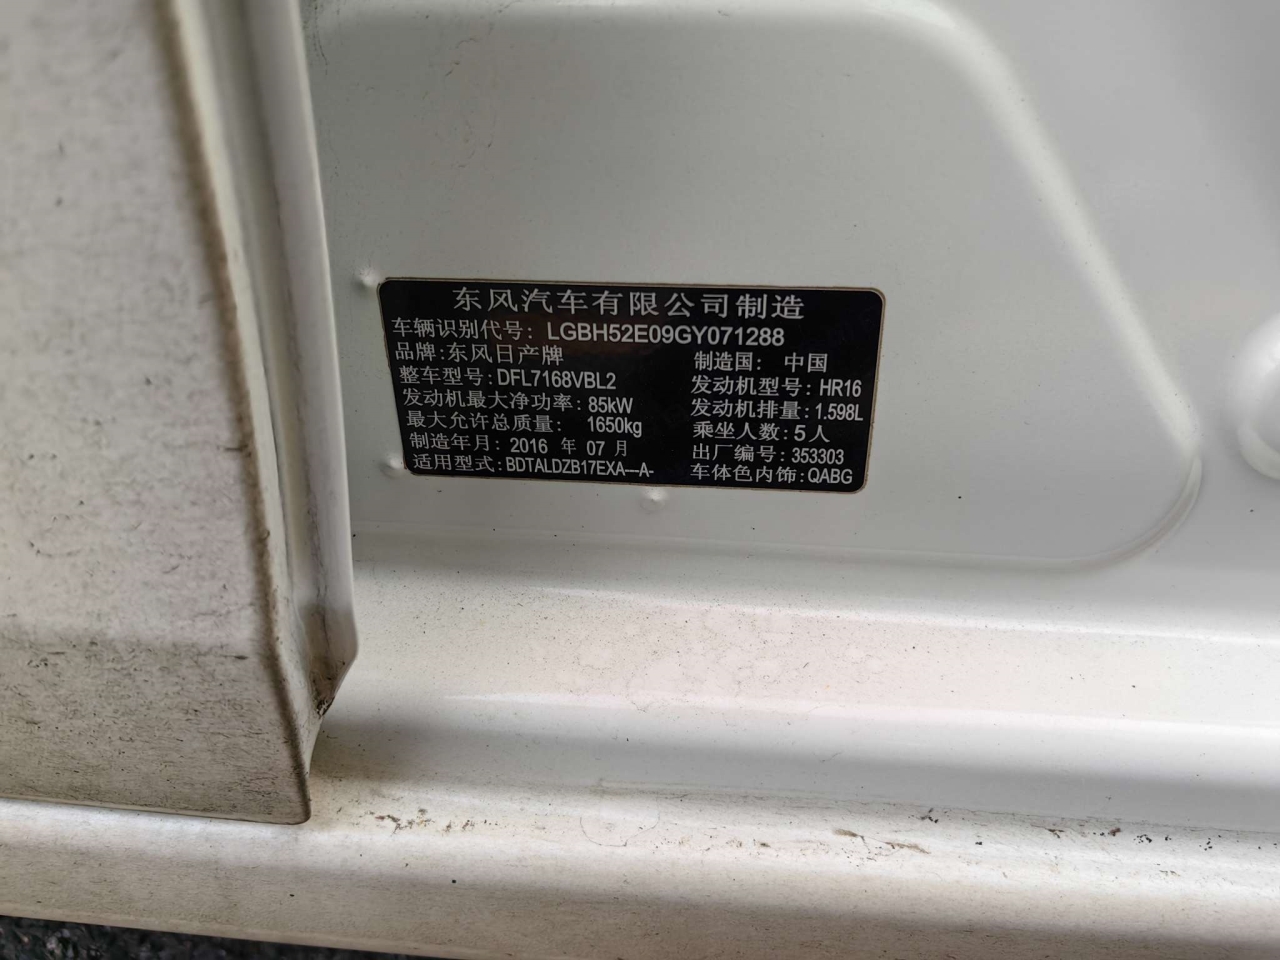 东风汽车有限公司制造
车辆识别代号: LGBH52E09GY071288
品牌:东风日产牌 制造国: 中国
整车型号:DFL7168VBL2 发动机型号: HR16
发动机最大净功率: 85kW 发动机排量: 1.598L
最大允许总质量: 1650kg 乘坐人数: 5人
制造年月: 2016 年 07 月 出厂编号: 353303
适用型式: BDTALDZB17EXA---A- 车体色内饰: QABG